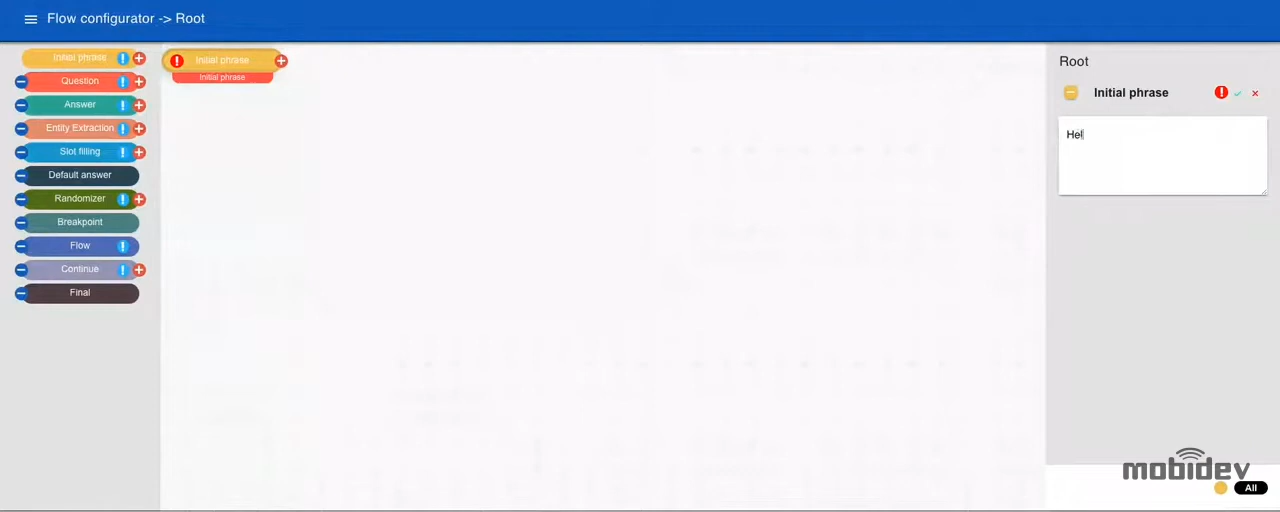 Flow configurator -> Root
Initial phrase
Question
Answer
Entity Extraction
Slot filling
Default answer
Randomizer
Breakpoint
Flow
Continue
Final
Initial phrase
Initial phrase
Root
Initial phrase
Hel
mobidev
All